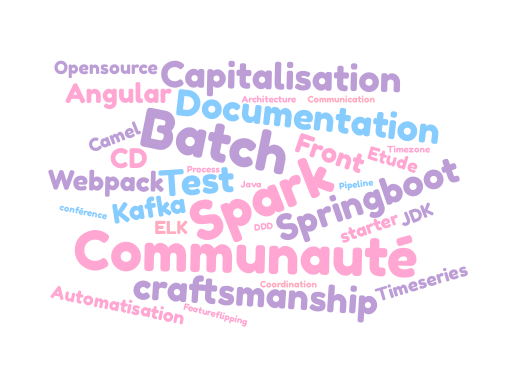 Opensource
Capitalisation
Angular
Documentation
Architecture
Communication
Batch
Camel
Front
Timezone
CD
Etude
Process
Webpack
Test
Java
Pipeline
Spark
Springboot
conférence
Kafka
ELK
DDD
starter
JDK
Communauté
Timeseries
craftsmanship
Coordination
Automatisation
Featureflipping